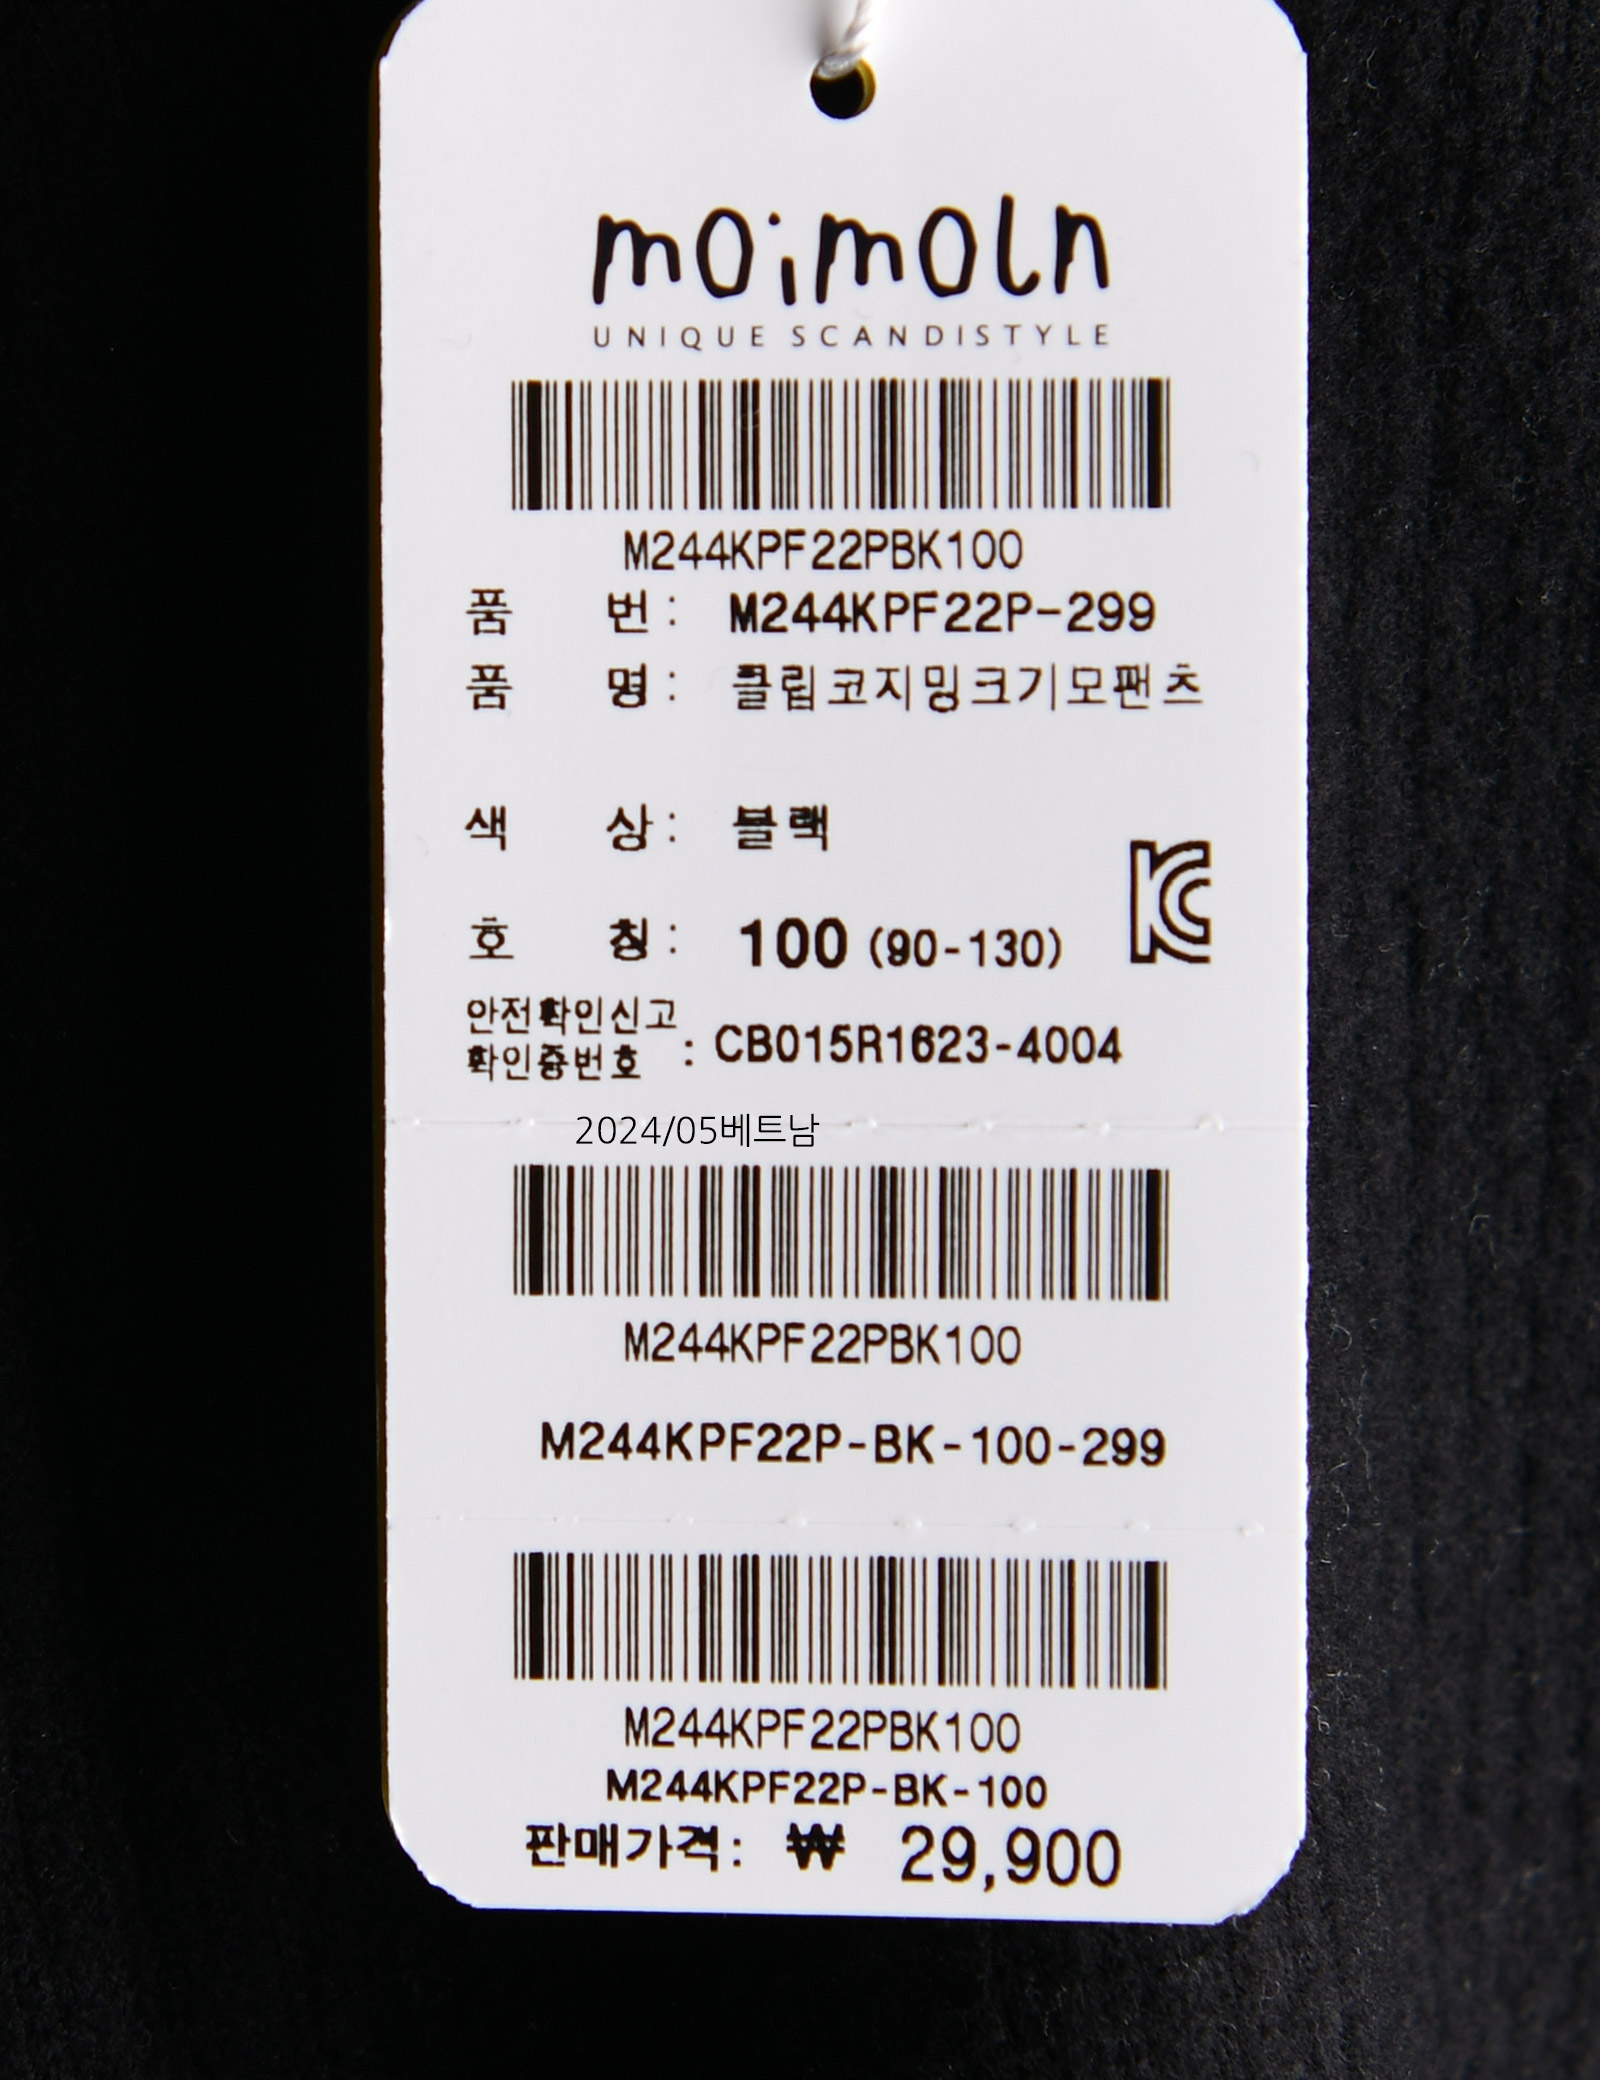 moimoln
UNIQUE SCANDISTYLE
M244KPF22PBK100
품 번 : M244KPF22P-299
품 명 : 클립코지밍크기모팬츠
색 상 : 블랙
KC
호 칭 : 100 (90-130)
안전확인신고
확인증번호 : CB015R1623-4004
2024/05베트남
M244KPF22PBK100
M244KPF22P-BK-100-299
M244KPF22PBK100
M244KPF22P-BK-100
판매가격: ₩ 29,900